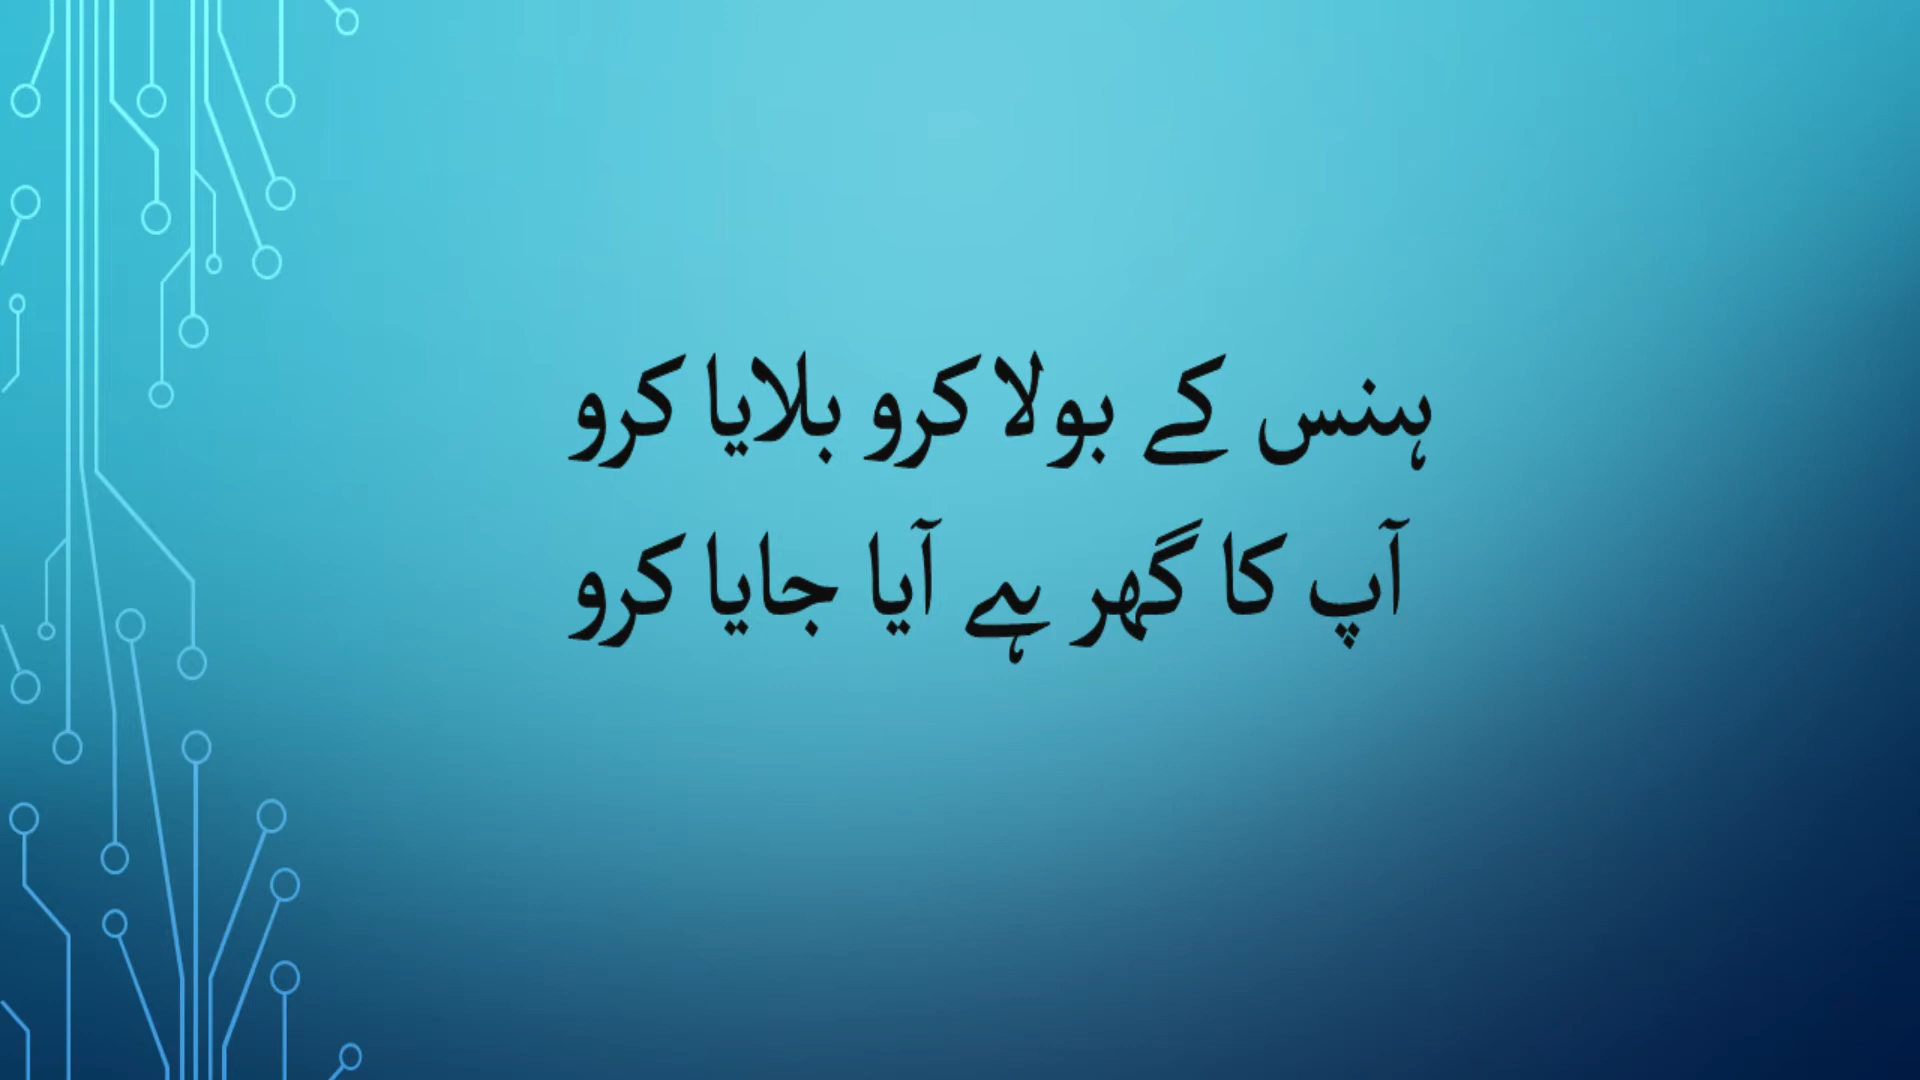 ہنس کے بولا کرو بلایا کرو
آپ کا گھر ہے آیا جایا کرو